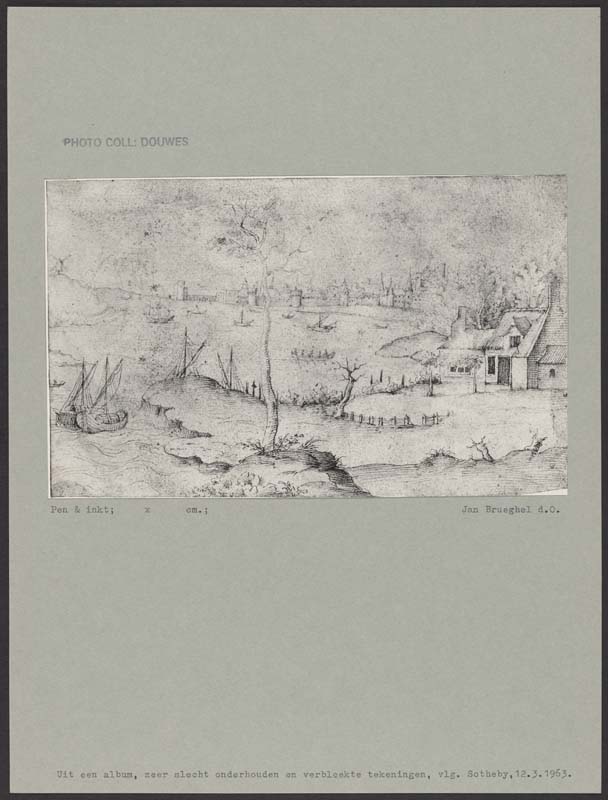 PHOTO COLL: DOUWES
Pen & inkt; x cm.; Jan Brueghel d.O.
Uit een album, zeer slecht onderhouden en verbleekte tekeningen, vlg. Sotheby, 12.3.1963.